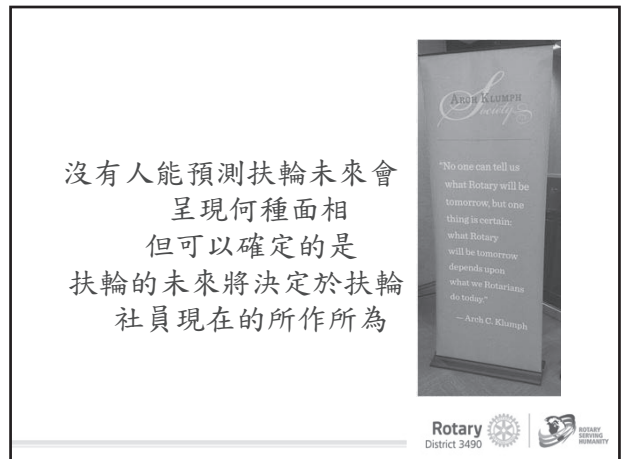 沒有人能預測扶輪未來會
呈現何種面相
但可以確定的是
扶輪的未來將決定於扶輪
社員現在的所作所為
ARCH KLUMPH
Society
“No one can tell us
what Rotary will be
tomorrow, but one
thing is certain:
what Rotary
will be tomorrow
depends upon
what we Rotarians
do today.”
—Arch C. Klumph
Rotary
District 3490
ROTARY
SERVING
HUMANITY